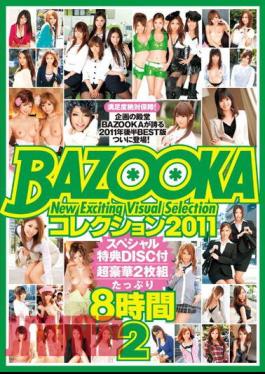 満足度絶対保障!
企画の殿堂
BAZOOKAが誇る
2011年後半BEST版
ついに登場!
BAZOOKA
New Exciting Visual Selection
コレクション2011
スペシャル
特典DISC付
超豪華2枚組
たっぷり
8時間
2